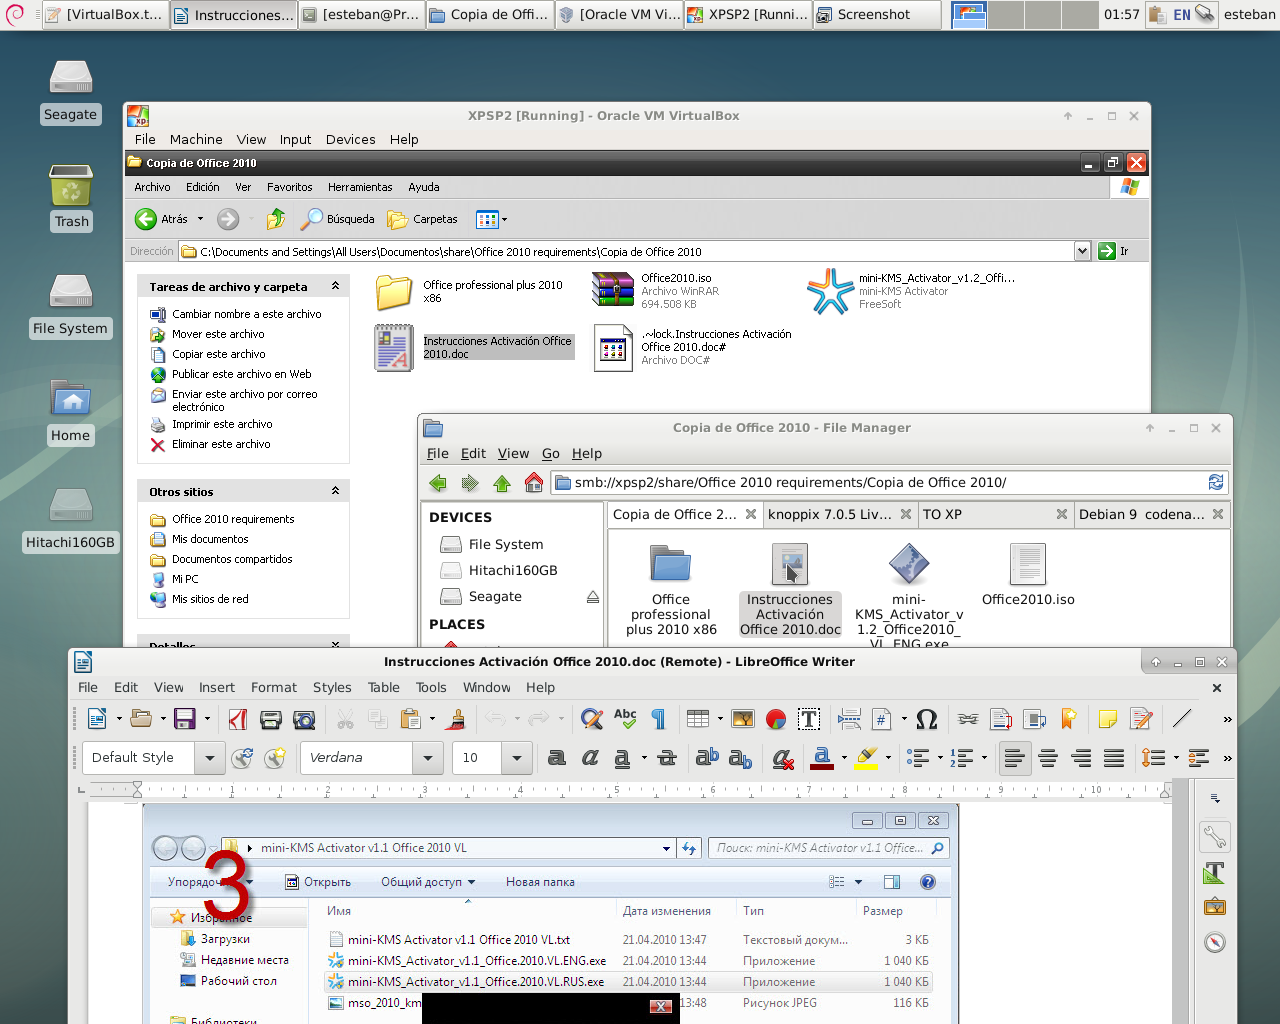 [VirtualBox.t...
Instrucciones...
[esteban@Pr...
Copia de Offi...
[Oracle VM Vi...
XPSP2 [Runni...
Screenshot
01:57
EN
esteban
Seagate
Trash
File System
Home
Hitachi160GB
XPSP2 [Running] - Oracle VM VirtualBox
File Machine View Input Devices Help
Copia de Office 2010
Archivo Edición Ver Favoritos Herramientas Ayuda
Atrás
Búsqueda
Carpetas
Dirección
C:\Documents and Settings\All Users\Documentos\share\Office 2010 requirements\Copia de Office 2010
Ir
Tareas de archivo y carpeta
Cambiar nombre a este archivo
Mover este archivo
Copiar este archivo
Publicar este archivo en Web
Enviar este archivo por correo
electrónico
Imprimir este archivo
Eliminar este archivo
Otros sitios
Office 2010 requirements
Mis documentos
Documentos compartidos
Mi PC
Mis sitios de red
Detalles
Office professional plus 2010
x86
Office2010.iso
Archivo WinRAR
694.508 KB
mini-KMS_Activator_v1.2_Offi...
mini-KMS Activator
FreeSoft
Instrucciones Activación Office
2010.doc
.~lock.Instrucciones Activación
Office 2010.doc#
Archivo DOC#
Copia de Office 2010 - File Manager
File Edit View Go Help
smb://xpsp2/share/Office 2010 requirements/Copia de Office 2010/
DEVICES
File System
Hitachi160GB
Seagate
PLACES
Copia de Office 2...
knoppix 7.0.5 Liv...
TO XP
Debian 9 codena...
Office
professional
plus 2010 x86
Instrucciones
Activación
Office 2010.doc
mini-
KMS_Activator_v
1.2_Office2010_
VL_ENG.exe
Office2010.iso
Instrucciones Activación Office 2010.doc (Remote) - LibreOffice Writer
File Edit View Insert Format Styles Table Tools Window Help
Abc
Default Style
Verdana
10
1 2 3 4 5 6 7 8 9 10
mini-KMS Activator v1.1 Office 2010 VL
Поиск: mini-KMS Activator v1.1 Office...
3
Упорядоч
Открыть
Общий доступ
Новая папка
Избранное
Загрузки
Недавние места
Рабочий стол
Библиотеки
Имя Дата изменения Тип Размер
mini-KMS Activator v1.1 Office 2010 VL.txt 21.04.2010 13:47 Текстовый докум... 3 КБ
mini-KMS_Activator_v1.1_Office.2010.VL.ENG.exe 21.04.2010 13:44 Приложение 1 040 КБ
mini-KMS_Activator_v1.1_Office.2010.VL.RUS.exe 21.04.2010 13:44 Приложение 1 040 КБ
mso_2010_km 13:48 Рисунок JPEG 116 КБ